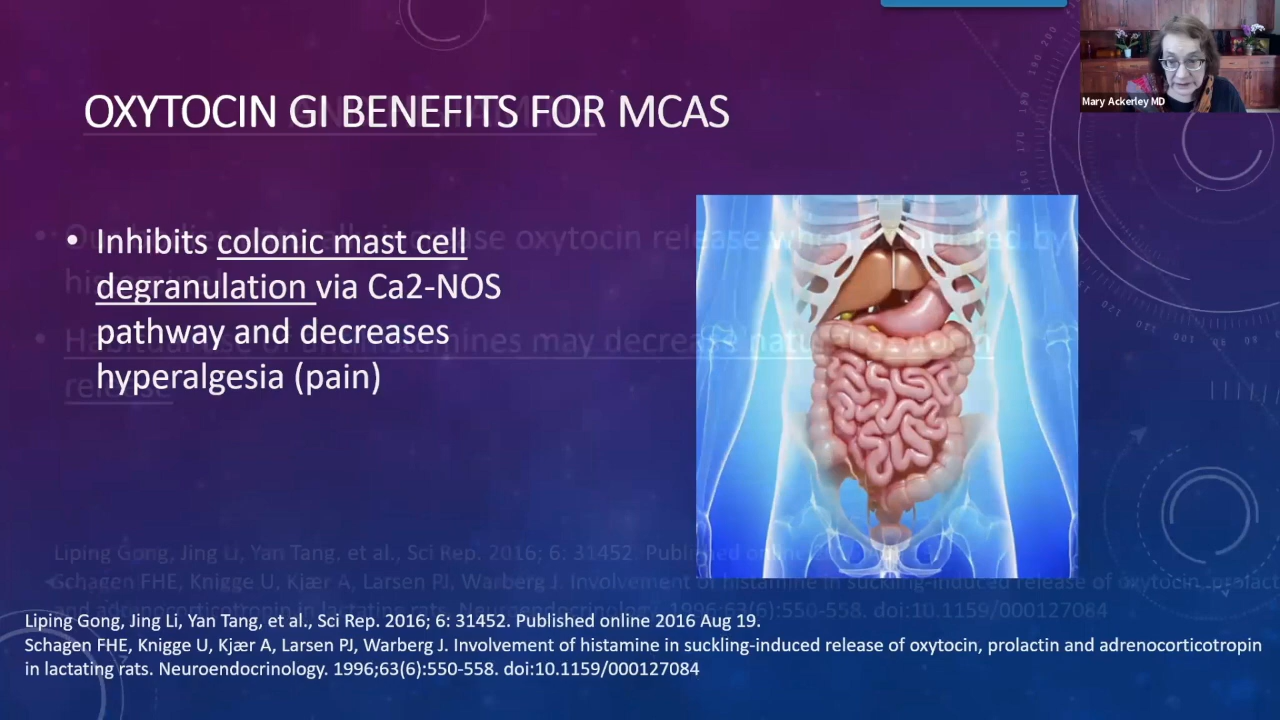 Mary Ackerley MD
OXYTOCIN GI BENEFITS FOR MCAS
• Inhibits colonic mast cell
degranulation via Ca2-NOS
pathway and decreases
hyperalgesia (pain)
Liping Gong, Jing Li, Yan Tang, et al., Sci Rep. 2016; 6: 31452. Published online 2016 Aug 19.
Schagen FHE, Knigge U, Kjær A, Larsen PJ, Warberg J. Involvement of histamine in suckling-induced release of oxytocin, prolactin and adrenocorticotropin
in lactating rats. Neuroendocrinology. 1996;63(6):550-558. doi:10.1159/000127084